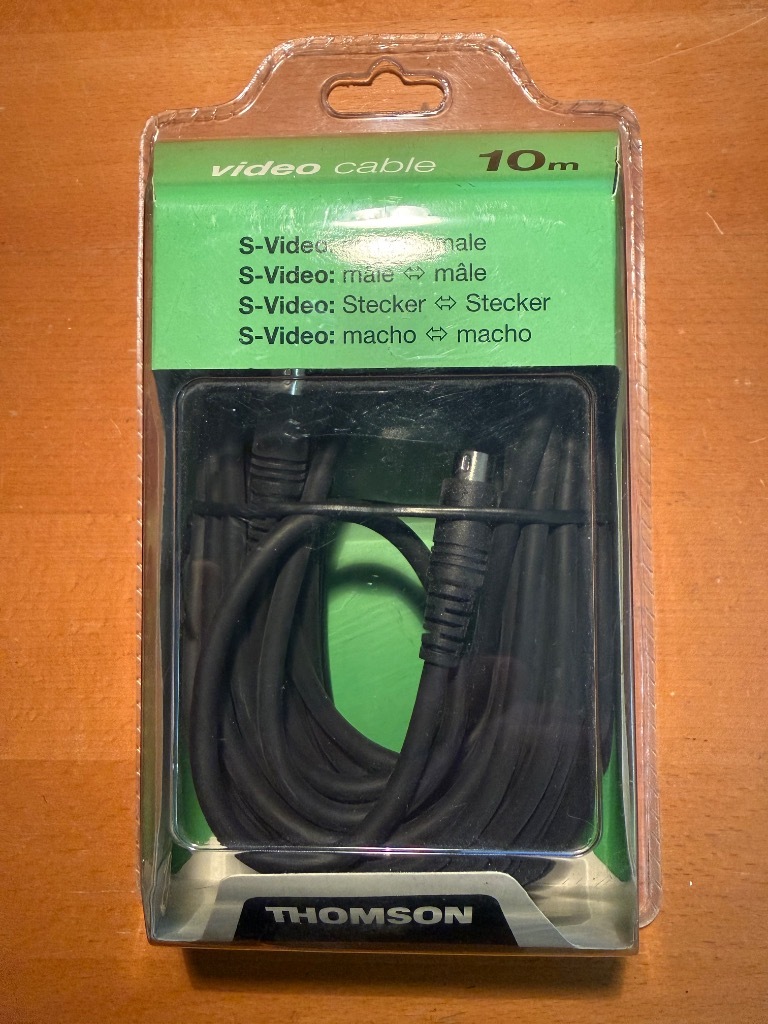 video cable 10m
S-Video: male
S-Video: mâle ⇔ mâle
S-Video: Stecker ⇔ Stecker
S-Video: macho ⇔ macho
THOMSON